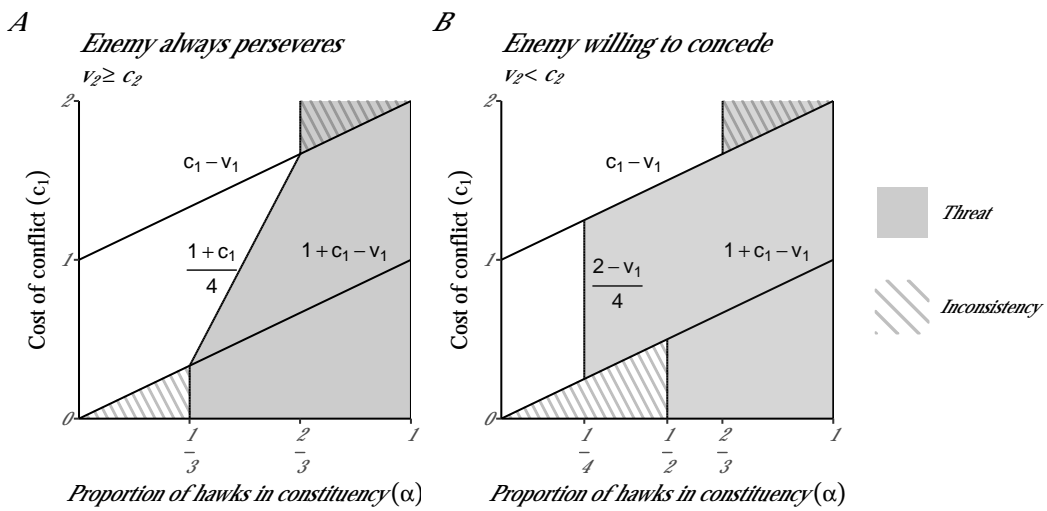 A
Enemy always perseveres
v₂ ≥ c₂
2
1
0
Cost of conflict (c₁)
c₁ − v₁
1 + c₁
4
1 + c₁ − v₁
1
3
2
3
1
Proportion of hawks in constituency (α)
B
Enemy willing to concede
v₂ < c₂
2
1
0
Cost of conflict (c₁)
c₁ − v₁
2 − v₁
4
1 + c₁ − v₁
1
4
1
2
2
3
1
Proportion of hawks in constituency (α)
Threat
Inconsistency